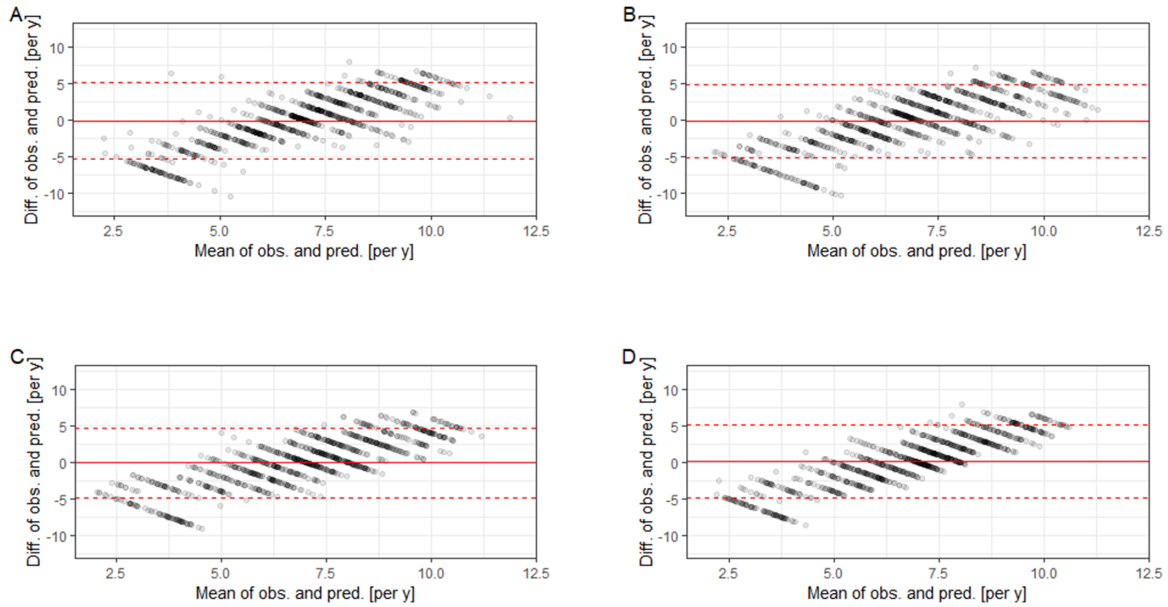 A
Diff. of obs. and pred. [per y]
10
5
0
-5
-10
2.5 5.0 7.5 10.0 12.5
Mean of obs. and pred. [per y]
B
Diff. of obs. and pred. [per y]
10
5
0
-5
-10
2.5 5.0 7.5 10.0 12.5
Mean of obs. and pred. [per y]
C
Diff. of obs. and pred. [per y]
10
5
0
-5
-10
2.5 5.0 7.5 10.0 12.5
Mean of obs. and pred. [per y]
D
Diff. of obs. and pred. [per y]
10
5
0
-5
-10
2.5 5.0 7.5 10.0 12.5
Mean of obs. and pred. [per y]